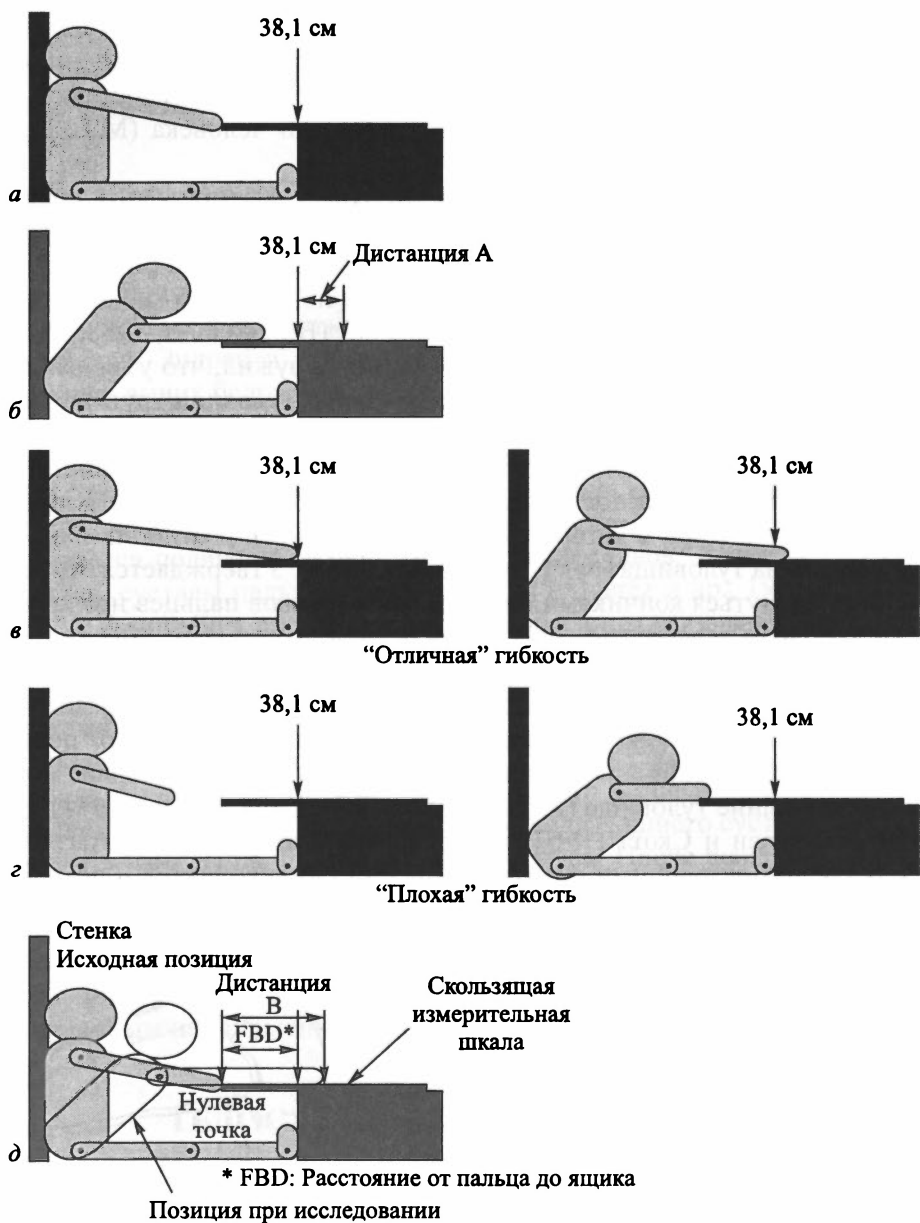 38,1 см
а
38,1 см
Дистанция А
б
38,1 см
38,1 см
в
“Отличная” гибкость
38,1 см
38,1 см
г
“Плохая” гибкость
Стенка
Исходная позиция
Дистанция
В
FBD*
Скользящая
измерительная
шкала
Нулевая
точка
д
* FBD: Расстояние от пальца до ящика
Позиция при исследовании